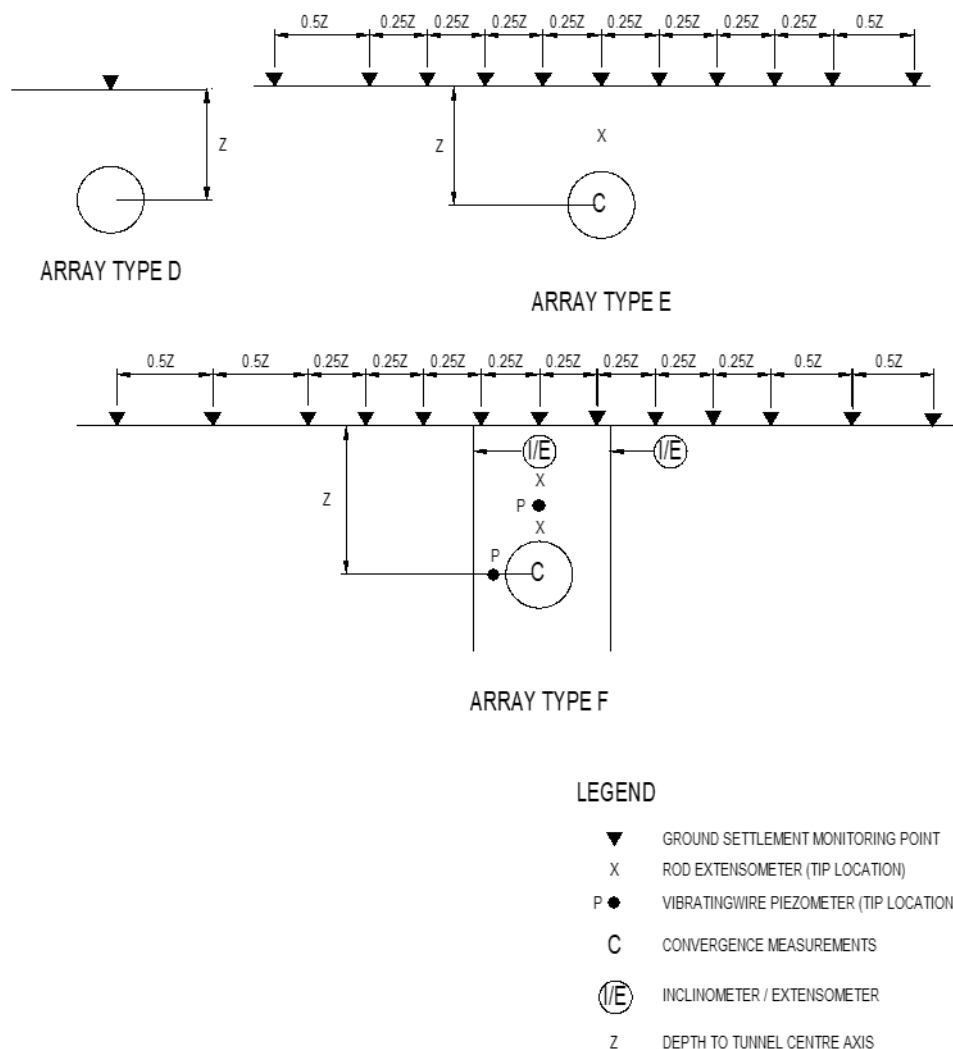 0.5Z 0.25Z 0.25Z 0.25Z 0.25Z 0.25Z 0.25Z 0.25Z 0.25Z 0.5Z
Z
Z
X
C
ARRAY TYPE D
ARRAY TYPE E
0.5Z 0.5Z 0.25Z 0.25Z 0.25Z 0.25Z 0.25Z 0.25Z 0.25Z 0.25Z 0.5Z 0.5Z
I/E
I/E
X
Z
P
X
P
C
ARRAY TYPE F
LEGEND
GROUND SETTLEMENT MONITORING POINT
X ROD EXTENSOMETER (TIP LOCATION)
P VIBRATINGWIRE PIEZOMETER (TIP LOCATION
C CONVERGENCE MEASUREMENTS
I/E INCLINOMETER / EXTENSOMETER
Z DEPTH TO TUNNEL CENTRE AXIS